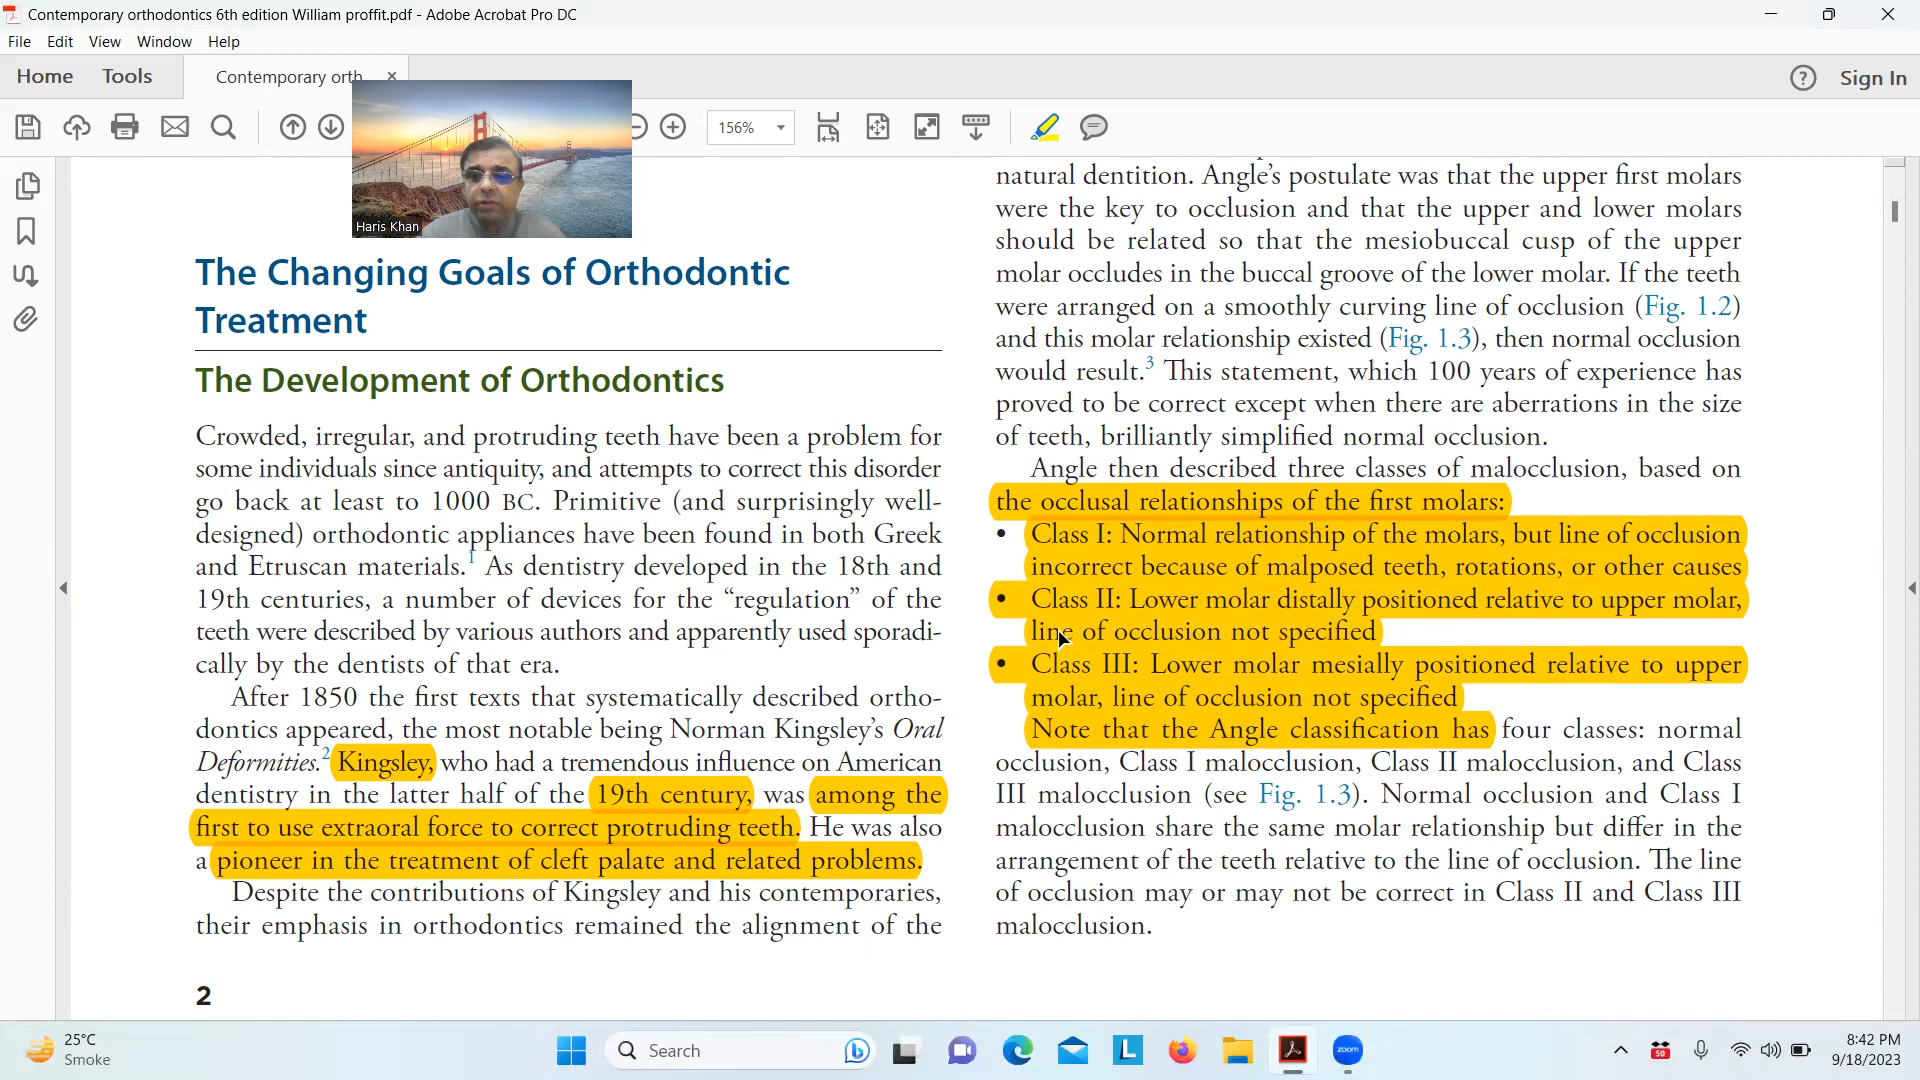 Contemporary orthodontics 6th edition William proffit.pdf - Adobe Acrobat Pro DC
File Edit View Window Help
Home Tools Contemporary orth... Sign In
156%
Haris Khan
The Changing Goals of Orthodontic
Treatment
The Development of Orthodontics
Crowded, irregular, and protruding teeth have been a problem for
some individuals since antiquity, and attempts to correct this disorder
go back at least to 1000 BC. Primitive (and surprisingly well-
designed) orthodontic appliances have been found in both Greek
and Etruscan materials.1 As dentistry developed in the 18th and
19th centuries, a number of devices for the “regulation” of the
teeth were described by various authors and apparently used sporadi-
cally by the dentists of that era.
After 1850 the first texts that systematically described ortho-
dontics appeared, the most notable being Norman Kingsley’s Oral
Deformities.2 Kingsley, who had a tremendous influence on American
dentistry in the latter half of the 19th century, was among the
first to use extraoral force to correct protruding teeth. He was also
a pioneer in the treatment of cleft palate and related problems.
Despite the contributions of Kingsley and his contemporaries,
their emphasis in orthodontics remained the alignment of the
2
natural dentition. Angle’s postulate was that the upper first molars
were the key to occlusion and that the upper and lower molars
should be related so that the mesiobuccal cusp of the upper
molar occludes in the buccal groove of the lower molar. If the teeth
were arranged on a smoothly curving line of occlusion (Fig. 1.2)
and this molar relationship existed (Fig. 1.3), then normal occlusion
would result.3 This statement, which 100 years of experience has
proved to be correct except when there are aberrations in the size
of teeth, brilliantly simplified normal occlusion.
Angle then described three classes of malocclusion, based on
the occlusal relationships of the first molars:
• Class I: Normal relationship of the molars, but line of occlusion
incorrect because of malposed teeth, rotations, or other causes
• Class II: Lower molar distally positioned relative to upper molar,
line of occlusion not specified
• Class III: Lower molar mesially positioned relative to upper
molar, line of occlusion not specified
Note that the Angle classification has four classes: normal
occlusion, Class I malocclusion, Class II malocclusion, and Class
III malocclusion (see Fig. 1.3). Normal occlusion and Class I
malocclusion share the same molar relationship but differ in the
arrangement of the teeth relative to the line of occlusion. The line
of occlusion may or may not be correct in Class II and Class III
malocclusion.
25°C
Smoke
Search
zoom
50
8:42 PM
9/18/2023